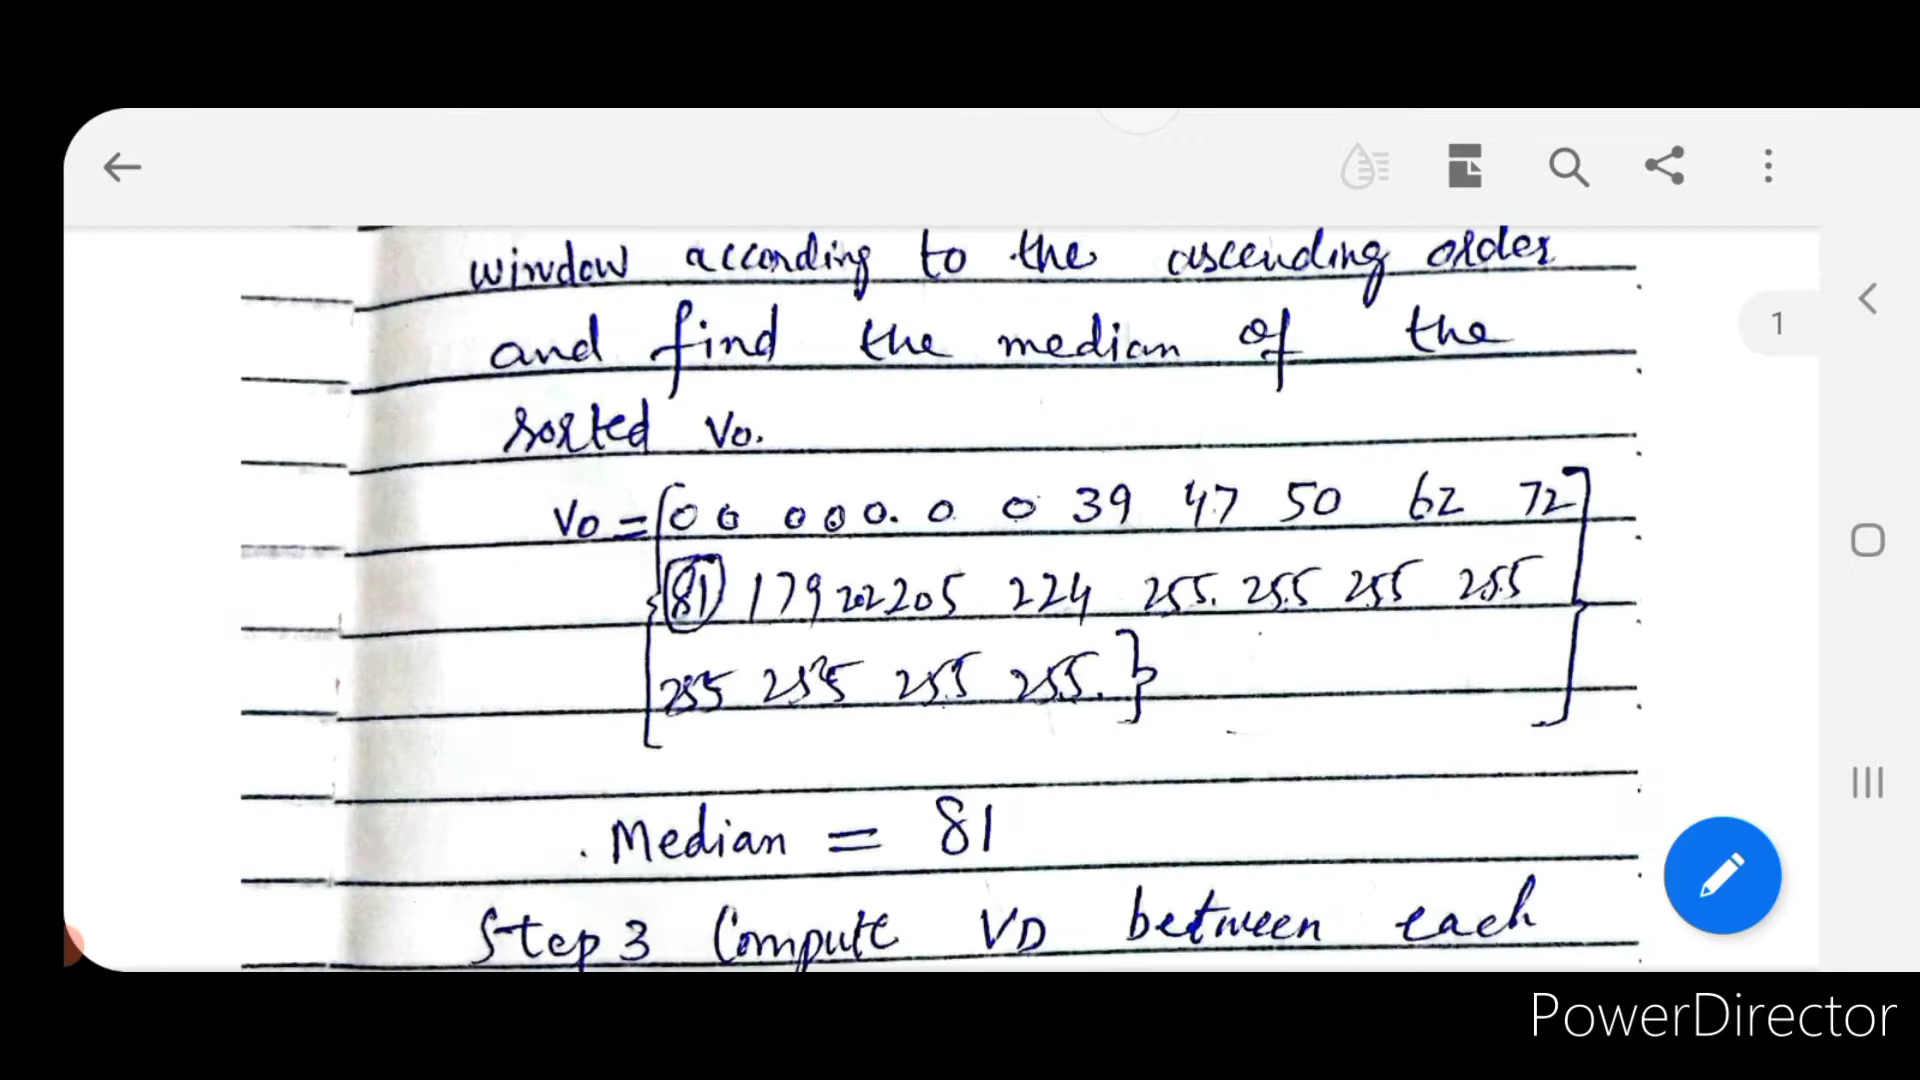 1
window according to the ascending order
and find the median of the
sorted Vo.
Vo = [0 0 0 0 0. 0 0 39 47 50 62 72]
81 179 202 205 224 255. 255 255 255
255 255 255 255. }
. Median = 81
Step 3 Compute VD between each
PowerDirector